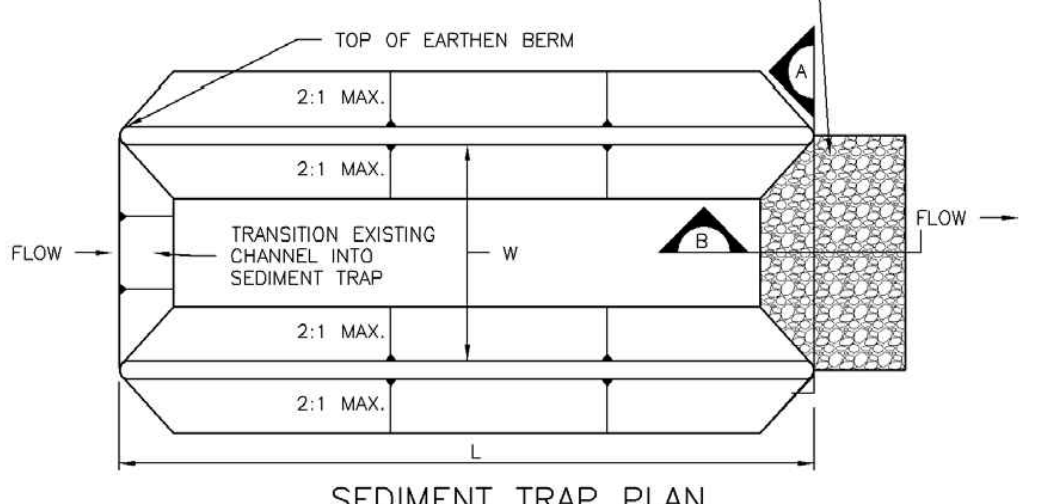 TOP OF EARTHEN BERM
A
2:1 MAX.
2:1 MAX.
FLOW
TRANSITION EXISTING
CHANNEL INTO
SEDIMENT TRAP
W
B
FLOW
2:1 MAX.
2:1 MAX.
L
SEDIMENT TRAP PLAN